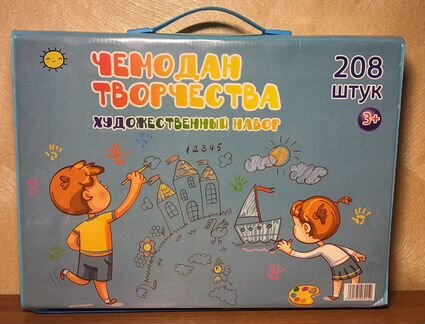 ЧЕМОДАН
ТВОРЧЕСТВА
ХУДОЖЕСТВЕННЫЙ НАБОР
208
ШТУК
3+
12345